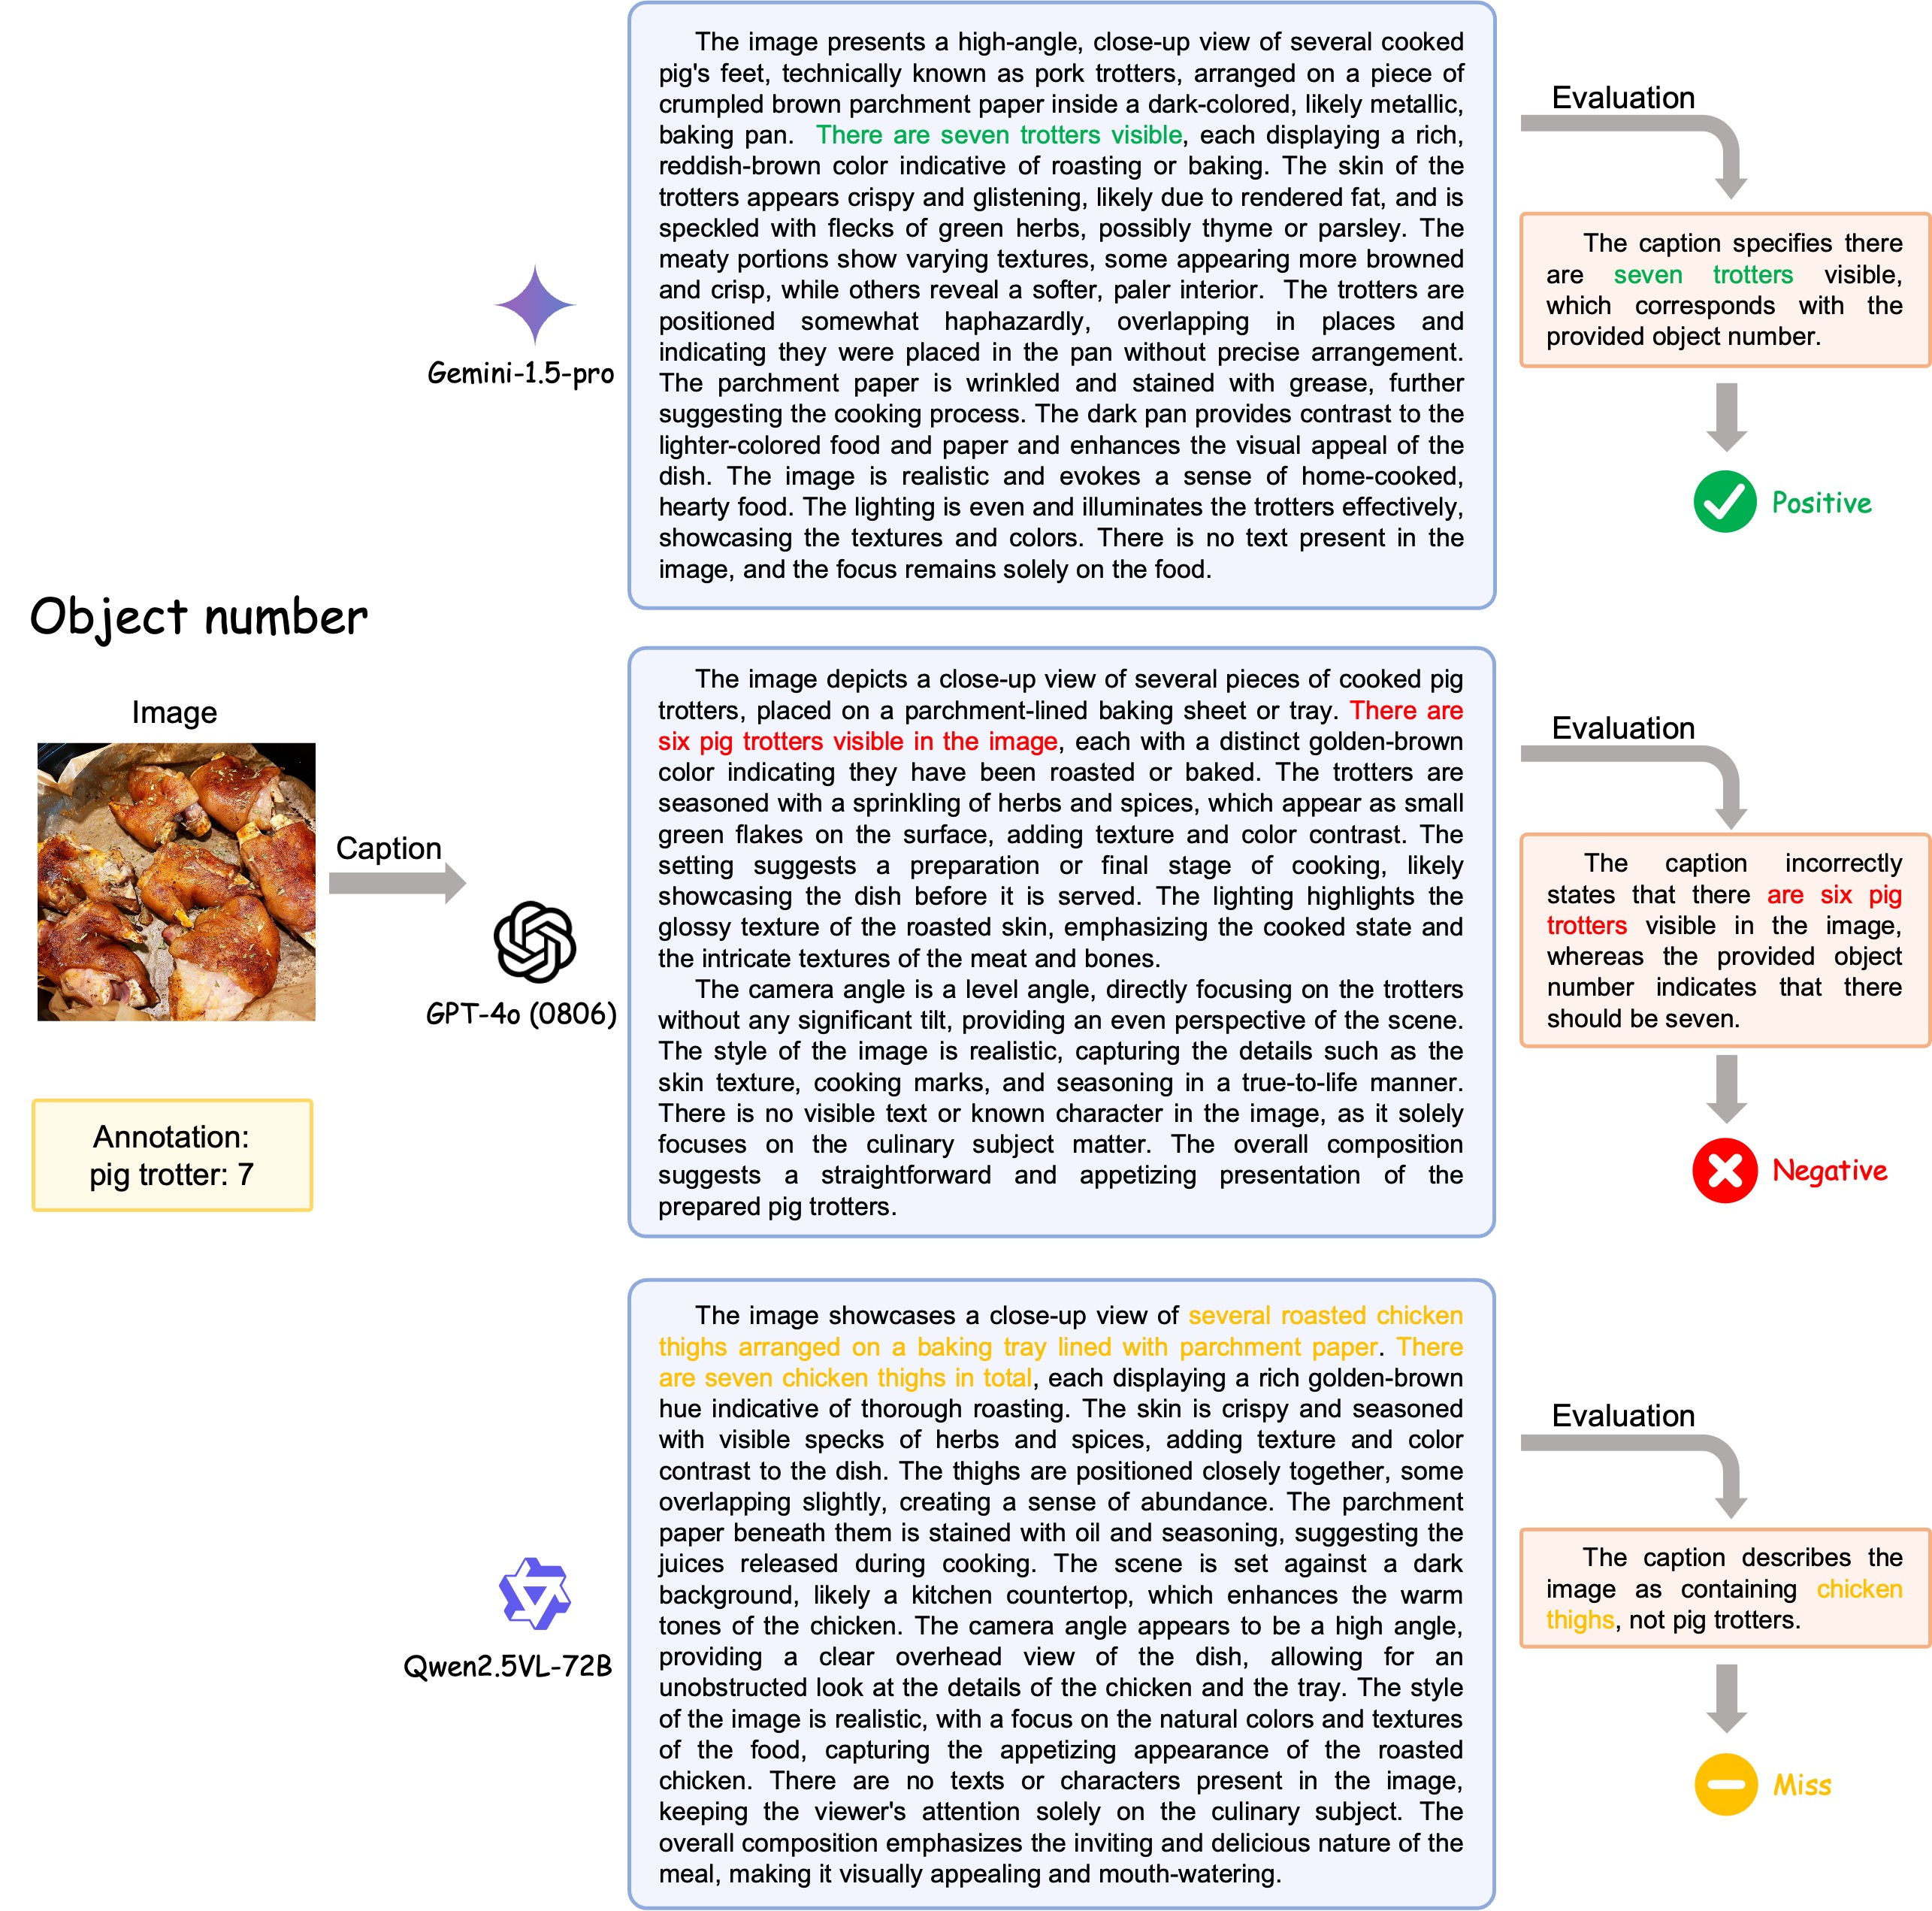 The image presents a high-angle, close-up view of several cooked
pig's feet, technically known as pork trotters, arranged on a piece of
crumpled brown parchment paper inside a dark-colored, likely metallic,
baking pan.  There are seven trotters visible, each displaying a rich,
reddish-brown color indicative of roasting or baking. The skin of the
trotters appears crispy and glistening, likely due to rendered fat, and is
speckled with flecks of green herbs, possibly thyme or parsley. The
meaty portions show varying textures, some appearing more browned
and crisp, while others reveal a softer, paler interior.  The trotters are
positioned somewhat haphazardly, overlapping in places and
indicating they were placed in the pan without precise arrangement.
The parchment paper is wrinkled and stained with grease, further
suggesting the cooking process. The dark pan provides contrast to the
lighter-colored food and paper and enhances the visual appeal of the
dish. The image is realistic and evokes a sense of home-cooked,
hearty food. The lighting is even and illuminates the trotters effectively,
showcasing the textures and colors. There is no text present in the
image, and the focus remains solely on the food.
Gemini-1.5-pro
Evaluation
The caption specifies there
are seven trotters visible,
which corresponds with the
provided object number.
Positive
Object number
Image
Caption
Annotation:
pig trotter: 7
GPT-4o (0806)
The image depicts a close-up view of several pieces of cooked pig
trotters, placed on a parchment-lined baking sheet or tray. There are
six pig trotters visible in the image, each with a distinct golden-brown
color indicating they have been roasted or baked. The trotters are
seasoned with a sprinkling of herbs and spices, which appear as small
green flakes on the surface, adding texture and color contrast. The
setting suggests a preparation or final stage of cooking, likely
showcasing the dish before it is served. The lighting highlights the
glossy texture of the roasted skin, emphasizing the cooked state and
the intricate textures of the meat and bones.
The camera angle is a level angle, directly focusing on the trotters
without any significant tilt, providing an even perspective of the scene.
The style of the image is realistic, capturing the details such as the
skin texture, cooking marks, and seasoning in a true-to-life manner.
There is no visible text or known character in the image, as it solely
focuses on the culinary subject matter. The overall composition
suggests a straightforward and appetizing presentation of the
prepared pig trotters.
Evaluation
The caption incorrectly
states that there are six pig
trotters visible in the image,
whereas the provided object
number indicates that there
should be seven.
Negative
Qwen2.5VL-72B
The image showcases a close-up view of several roasted chicken
thighs arranged on a baking tray lined with parchment paper. There
are seven chicken thighs in total, each displaying a rich golden-brown
hue indicative of thorough roasting. The skin is crispy and seasoned
with visible specks of herbs and spices, adding texture and color
contrast to the dish. The thighs are positioned closely together, some
overlapping slightly, creating a sense of abundance. The parchment
paper beneath them is stained with oil and seasoning, suggesting the
juices released during cooking. The scene is set against a dark
background, likely a kitchen countertop, which enhances the warm
tones of the chicken. The camera angle appears to be a high angle,
providing a clear overhead view of the dish, allowing for an
unobstructed look at the details of the chicken and the tray. The style
of the image is realistic, with a focus on the natural colors and textures
of the food, capturing the appetizing appearance of the roasted
chicken. There are no texts or characters present in the image,
keeping the viewer's attention solely on the culinary subject. The
overall composition emphasizes the inviting and delicious nature of the
meal, making it visually appealing and mouth-watering.
Evaluation
The caption describes the
image as containing chicken
thighs, not pig trotters.
Miss